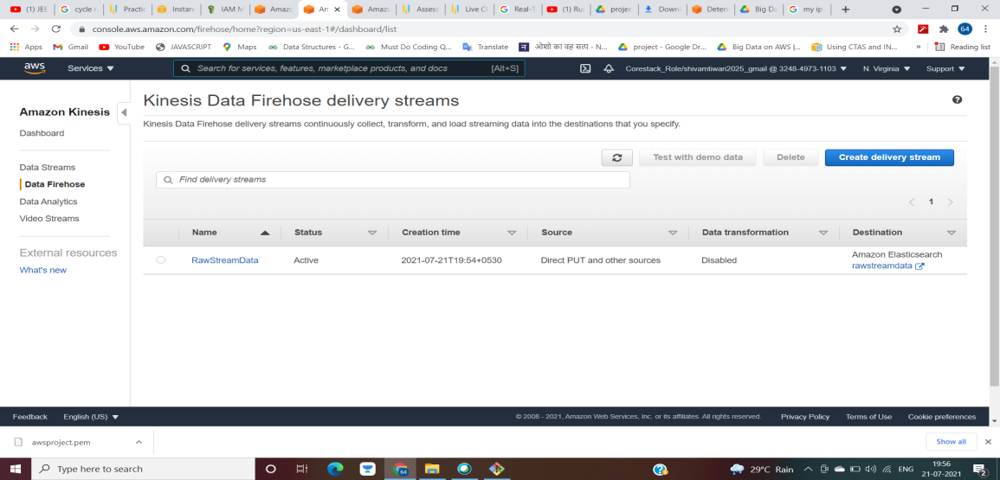 (1) JEE
cycle r
Practic
Instan
IAM M
Amazo
An
Amazo
Assess
Live Cl
Real-T
(1) Ru
projec
Down
Deter
Big Da
my ip
console.aws.amazon.com/firehose/home?region=us-east-1#/dashboard/list
64
Apps Gmail YouTube JAVASCRIPT Maps Data Structures - G... Must Do Coding Q... Translate ओशो का वह सत्य - N... project - Google Dr... Big Data on AWS |... Using CTAS and IN... » Reading list
aws Services Search for services, features, marketplace products, and docs [Alt+S] Corestack_Role/shivamtiwari2025_gmail @ 3248-4973-1103 N. Virginia Support
Amazon Kinesis
Dashboard
Data Streams
Data Firehose
Data Analytics
Video Streams
External resources
What's new
Kinesis Data Firehose delivery streams
Kinesis Data Firehose delivery streams continuously collect, transform, and load streaming data into the destinations that you specify.
Test with demo data Delete Create delivery stream
Find delivery streams
< 1 >
Name Status Creation time Source Data transformation Destination
RawStreamData Active 2021-07-21T19:54+0530 Direct PUT and other sources Disabled Amazon Elasticsearch
rawstreamdata
Feedback English (US) © 2008 - 2021, Amazon Web Services, Inc. or its affiliates. All rights reserved. Privacy Policy Terms of Use Cookie preferences
awsproject.pem Show all
Type here to search 29°C Rain ENG 19:56
21-07-2021
2